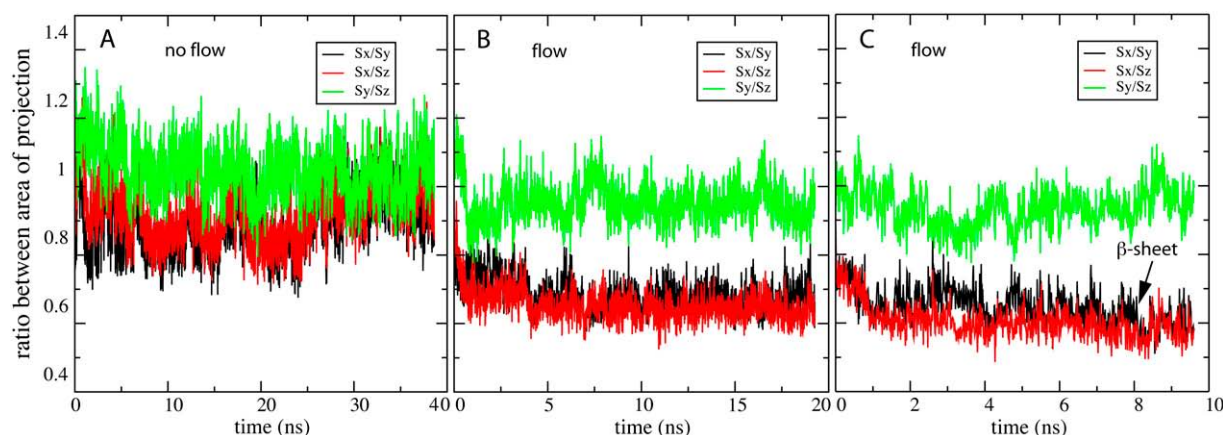 ratio between area of projection
1.4
1.2
1
0.8
0.6
0.4
A
no flow
Sx/Sy
Sx/Sz
Sy/Sz
0
10
20
30
40
time (ns)
B
flow
Sx/Sy
Sx/Sz
Sy/Sz
0
5
10
15
20
time (ns)
C
flow
Sx/Sy
Sx/Sz
Sy/Sz
β-sheet
0
2
4
6
8
10
time (ns)